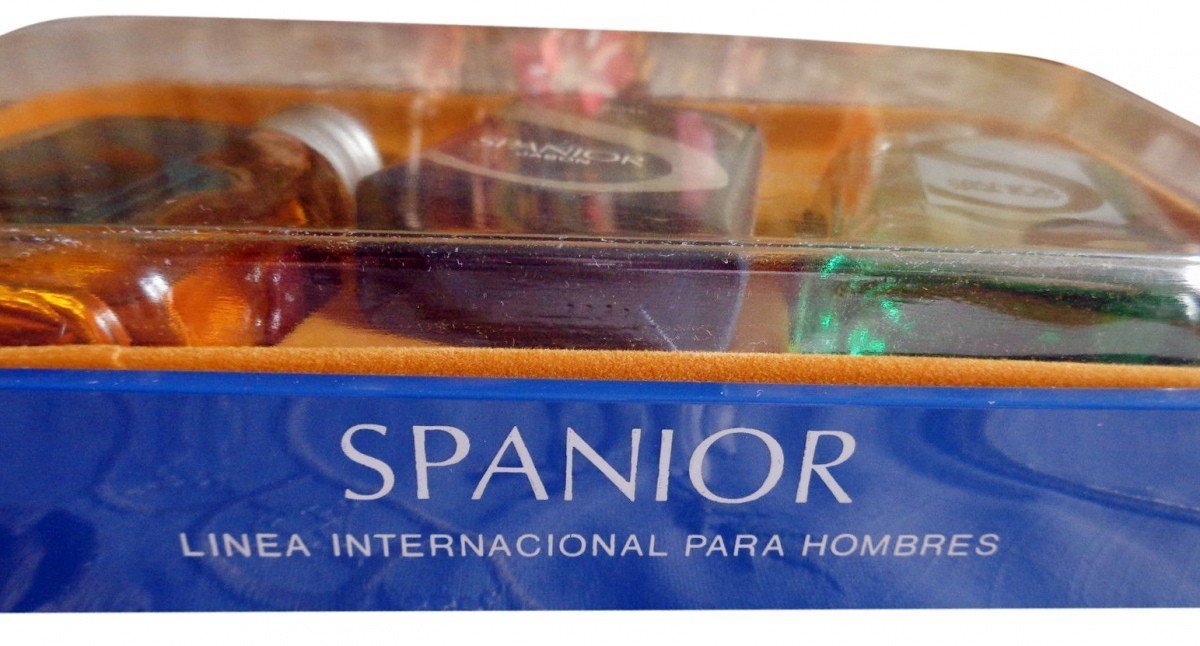 SPANIOR
SPANIOR
LINEA INTERNACIONAL PARA HOMBRES